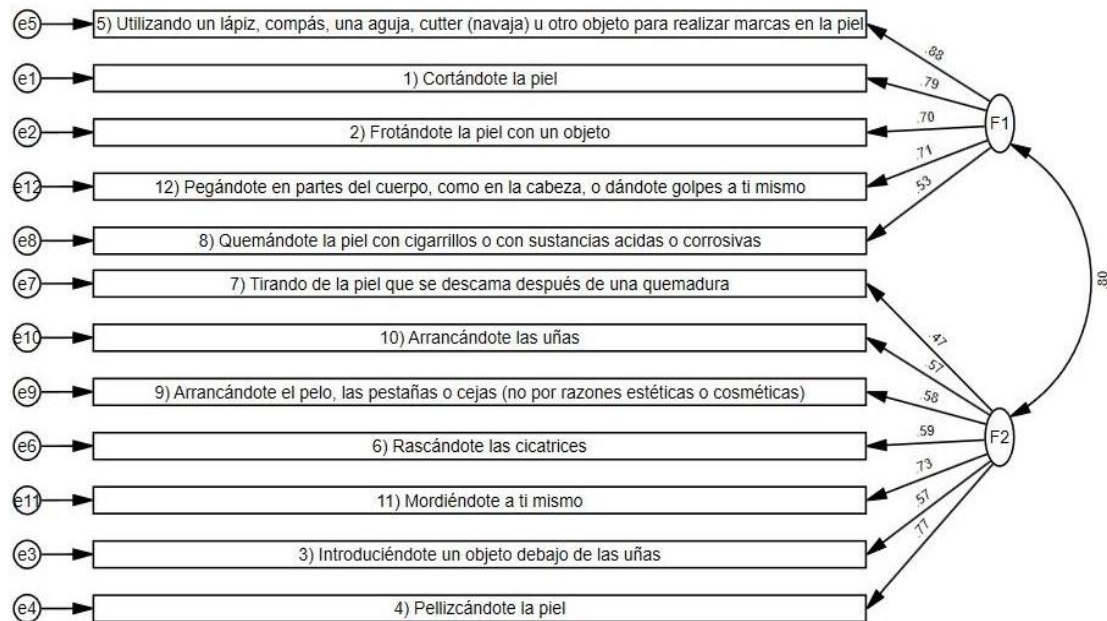 e5 5) Utilizando un lápiz, compás, una aguja, cutter (navaja) u otro objeto para realizar marcas en la piel .88
e1 1) Cortándote la piel .79
e2 2) Frotándote la piel con un objeto .70 F1
e12 12) Pegándote en partes del cuerpo, como en la cabeza, o dándote golpes a ti mismo .71
e8 8) Quemándote la piel con cigarrillos o con sustancias acidas o corrosivas .53
e7 7) Tirando de la piel que se descama después de una quemadura .47 .80
e10 10) Arrancándote las uñas .57
e9 9) Arrancándote el pelo, las pestañas o cejas (no por razones estéticas o cosméticas) .58
e6 6) Rascándote las cicatrices .59 F2
e11 11) Mordiéndote a ti mismo .73
e3 3) Introduciéndote un objeto debajo de las uñas .57
e4 4) Pellizcándote la piel .77